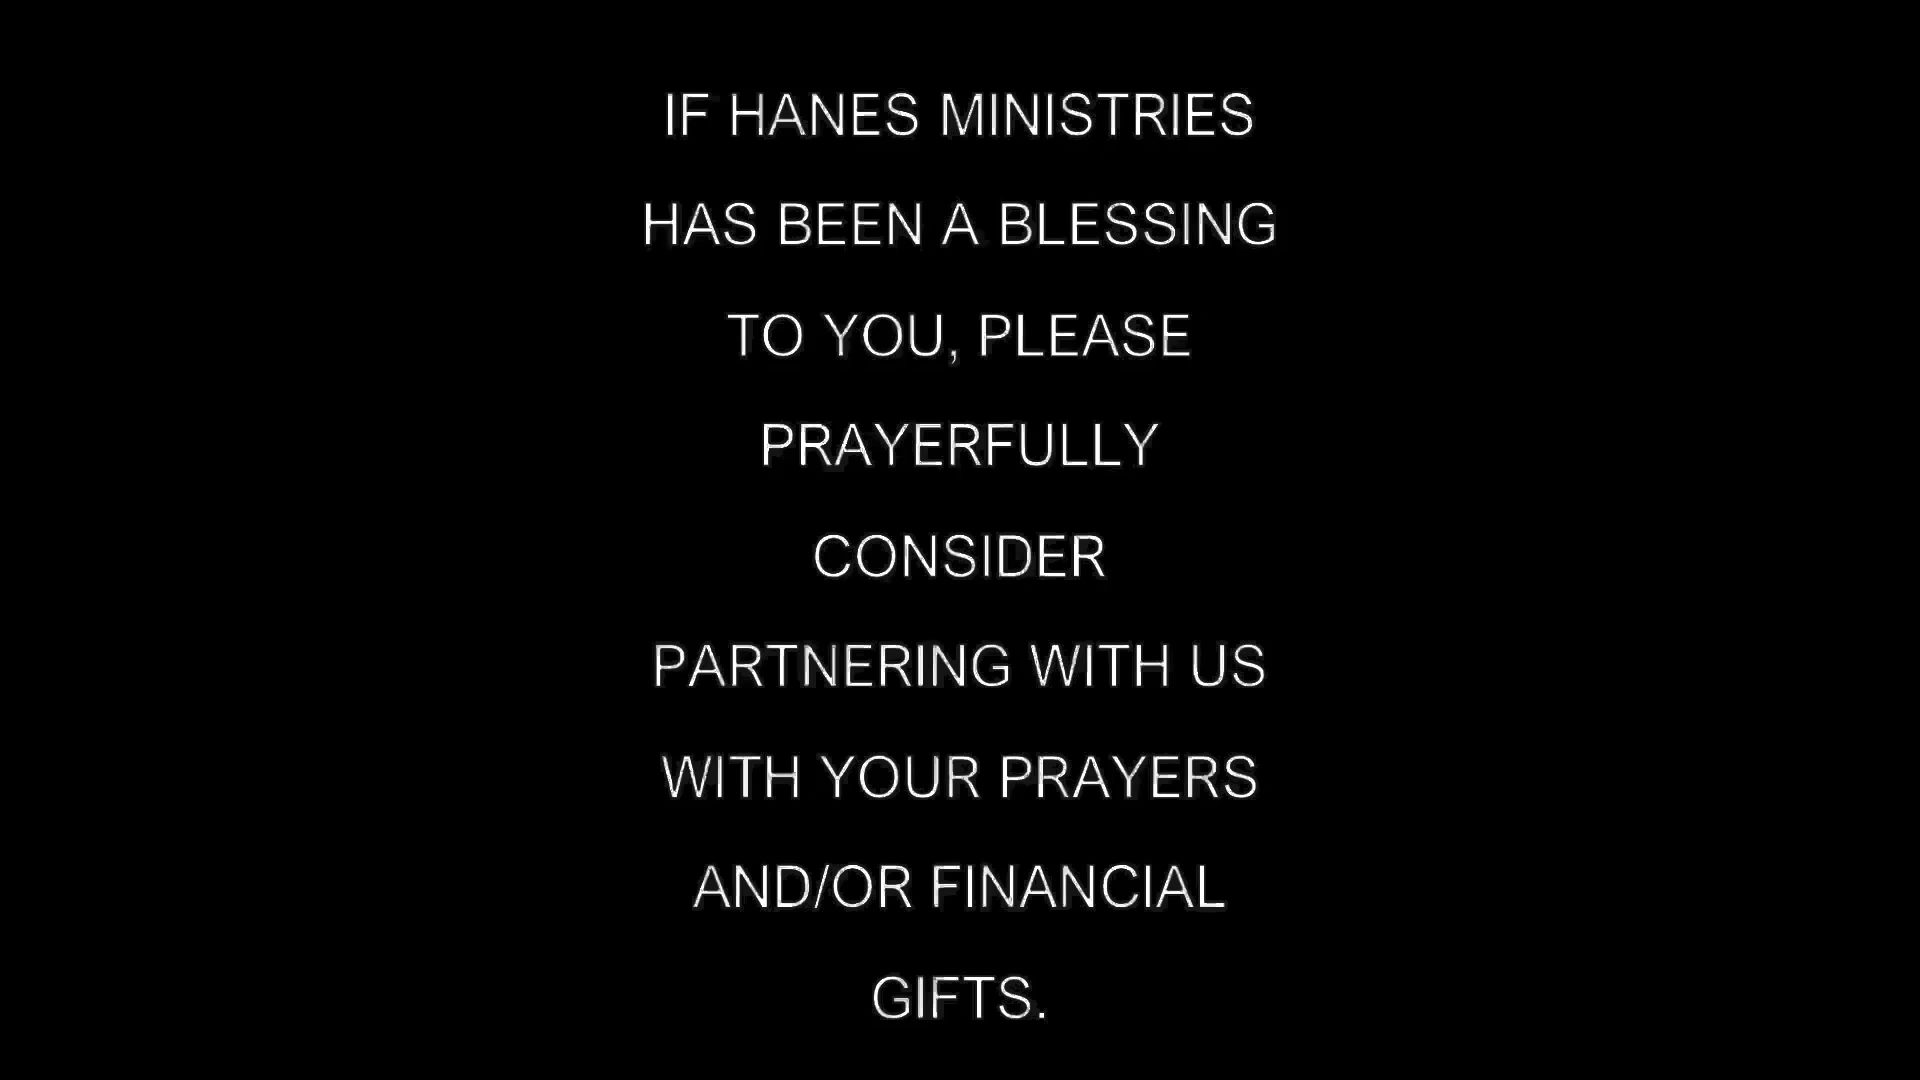 IF HANES MINISTRIES
HAS BEEN A BLESSING
TO YOU, PLEASE
PRAYERFULLY
CONSIDER
PARTNERING WITH US
WITH YOUR PRAYERS
AND/OR FINANCIAL
GIFTS.